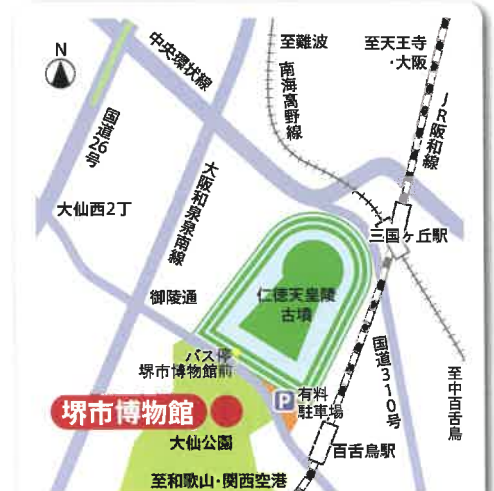 N
中央環状線
至難波
南海高野線
至天王寺
・大阪
JR阪和線
国道26号
大阪和泉泉南線
大仙西2丁
三国ヶ丘駅
御陵通
仁徳天皇陵
古墳
バス停
堺市博物館前
国道310号
至中百舌鳥
P
有料
駐車場
堺市博物館
大仙公園
百舌鳥駅
至和歌山・関西空港